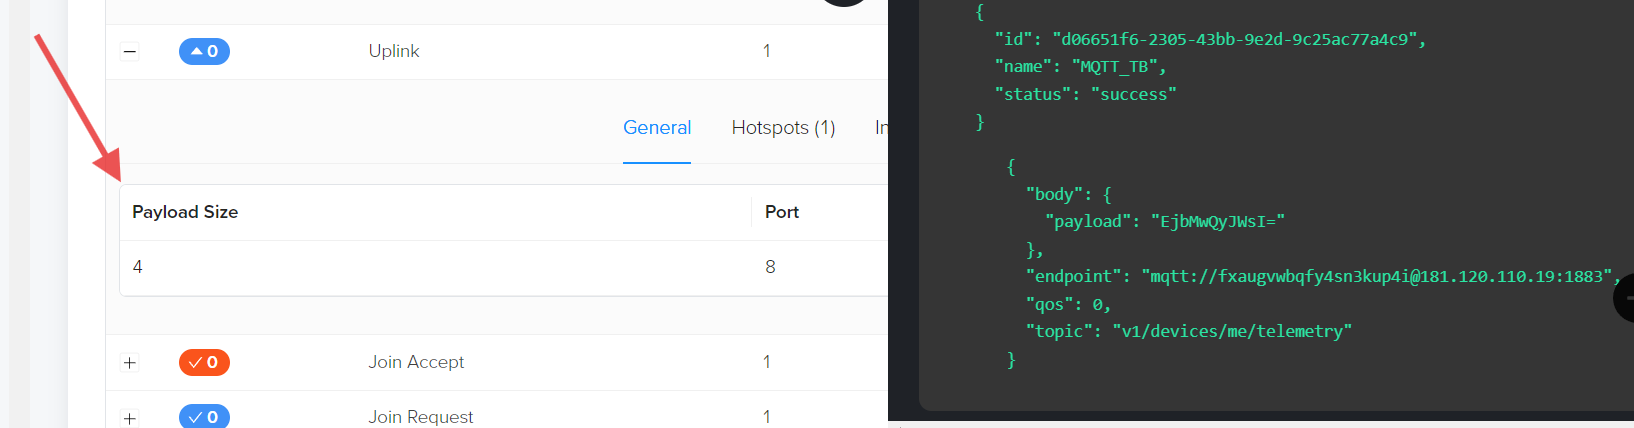 0 Uplink 1
General Hotspots (1)
Payload Size Port
4 8
0 Join Accept 1
0 Join Request 1
{
"id": "d06651f6-2305-43bb-9e2d-9c25ac77a4c9",
"name": "MQTT_TB",
"status": "success"
}
{
"body": {
"payload": "EjbMwQyJWsI="
},
"endpoint": "mqtt://fxaugvwbqfy4sn3kup4i@181.120.110.19:1883",
"qos": 0,
"topic": "v1/devices/me/telemetry"
}